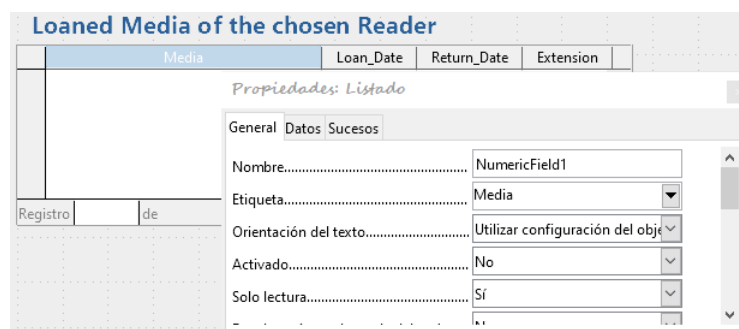 Loaned Media of the chosen Reader
Media Loan_Date Return_Date Extension
Propiedades: Listado
General Datos Sucesos
Nombre NumericField1
Etiqueta Media
Registro de
Orientación del texto Utilizar configuración del obje
Activado No
Solo lectura Sí